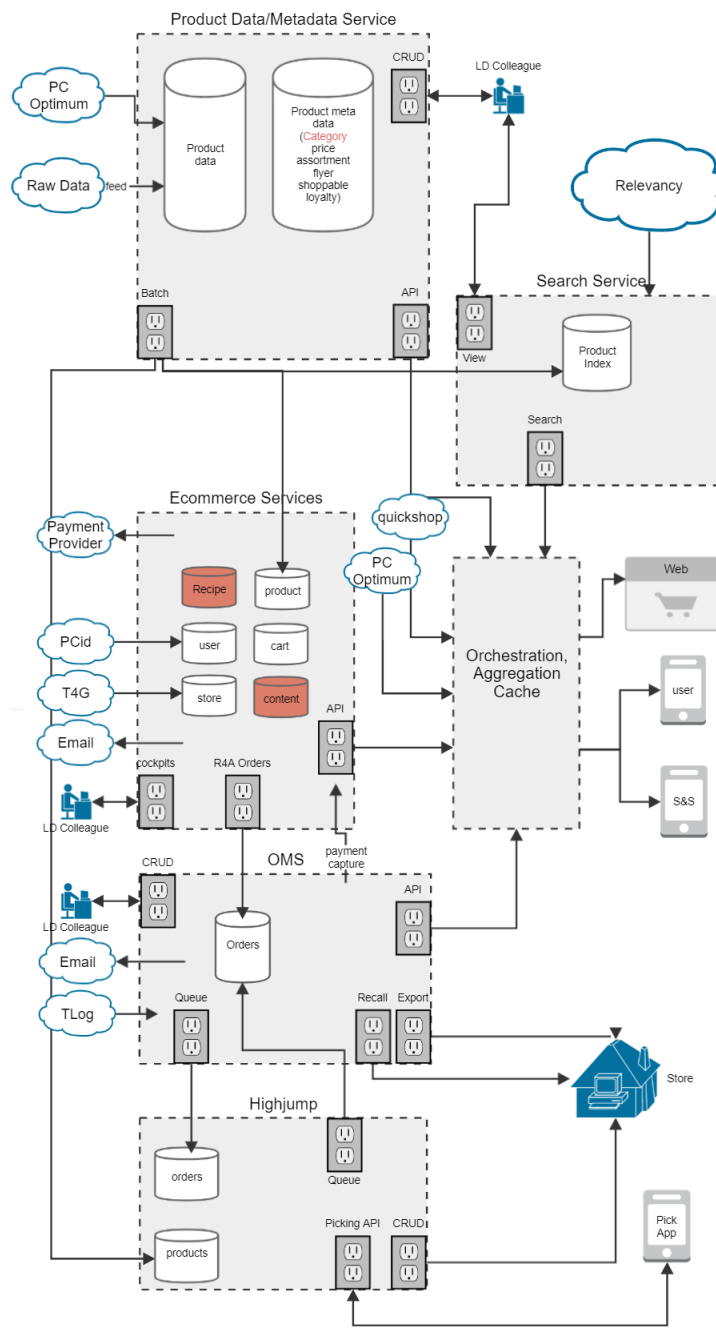 Product Data/Metadata Service
CRUD
LD Colleague
PC
Optimum
Product
data
Product meta
data
(Category
price
assortment
flyer
shoppable
loyalty)
Raw Data
feed
Relevancy
Batch
API
Search Service
View
Product
Index
Search
Ecommerce Services
quickshop
Payment
Provider
PC
Optimum
Recipe
product
Web
PCid
user
cart
Orchestration,
Aggregation
Cache
user
T4G
store
content
API
Email
cockpits
R4A Orders
S&S
LD Colleague
payment
capture
OMS
CRUD
API
LD Colleague
Orders
Email
Queue
Recall
Export
TLog
Store
Highjump
orders
Queue
Picking API
CRUD
Pick
App
products